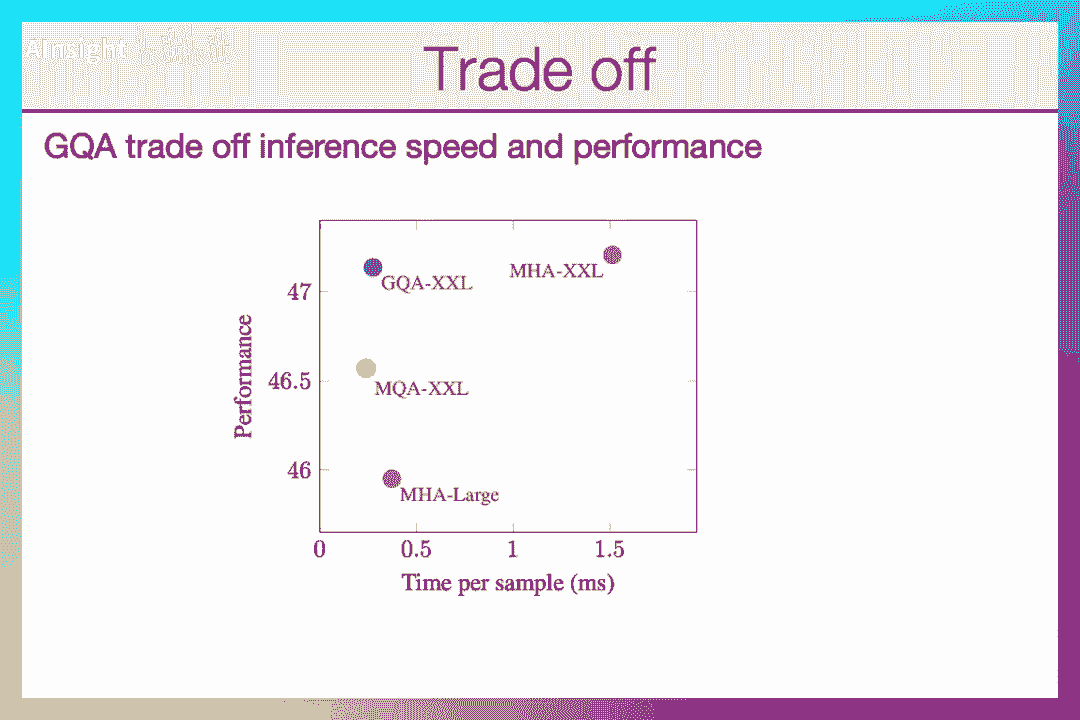 AInsight
Trade off
GQA trade off inference speed and performance
MHA-XXL
GQA-XXL
47
MQA-XXL
46.5
Performance
MHA-Large
46
0 0.5 1 1.5
Time per sample (ms)